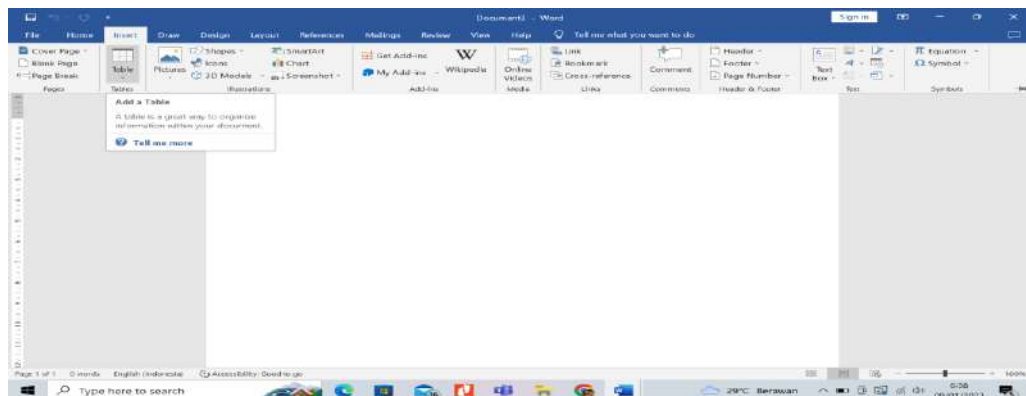 Document1 - Word
Sign in
File Home Insert Draw Design Layout References Mailings Review View Help Tell me what you want to do
Cover Page
Blank Page
Page Break
Pages
Table
Tables
Pictures
Shapes
Icons
3D Models
SmartArt
Chart
Screenshot
Illustrations
Get Add-ins
My Add-ins
Wikipedia
Add-ins
Online
Videos
Media
Link
Bookmark
Cross-reference
Links
Comment
Comments
Header
Footer
Page Number
Header & Footer
Text
Box
Text
Equation
Symbol
Symbols
Add a Table
A table is a great way to organize
information within your document.
Tell me more
Page 1 of 1 0 words English (Indonesia) Accessibility: Good to go
100%
Type here to search
29°C Berawan
0:38